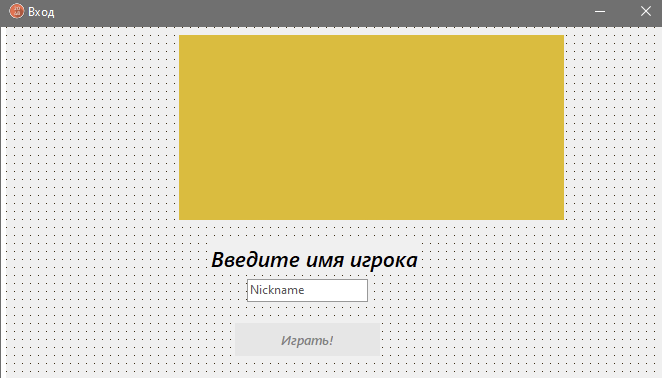 Вход
Введите имя игрока
Nickname
Играть!